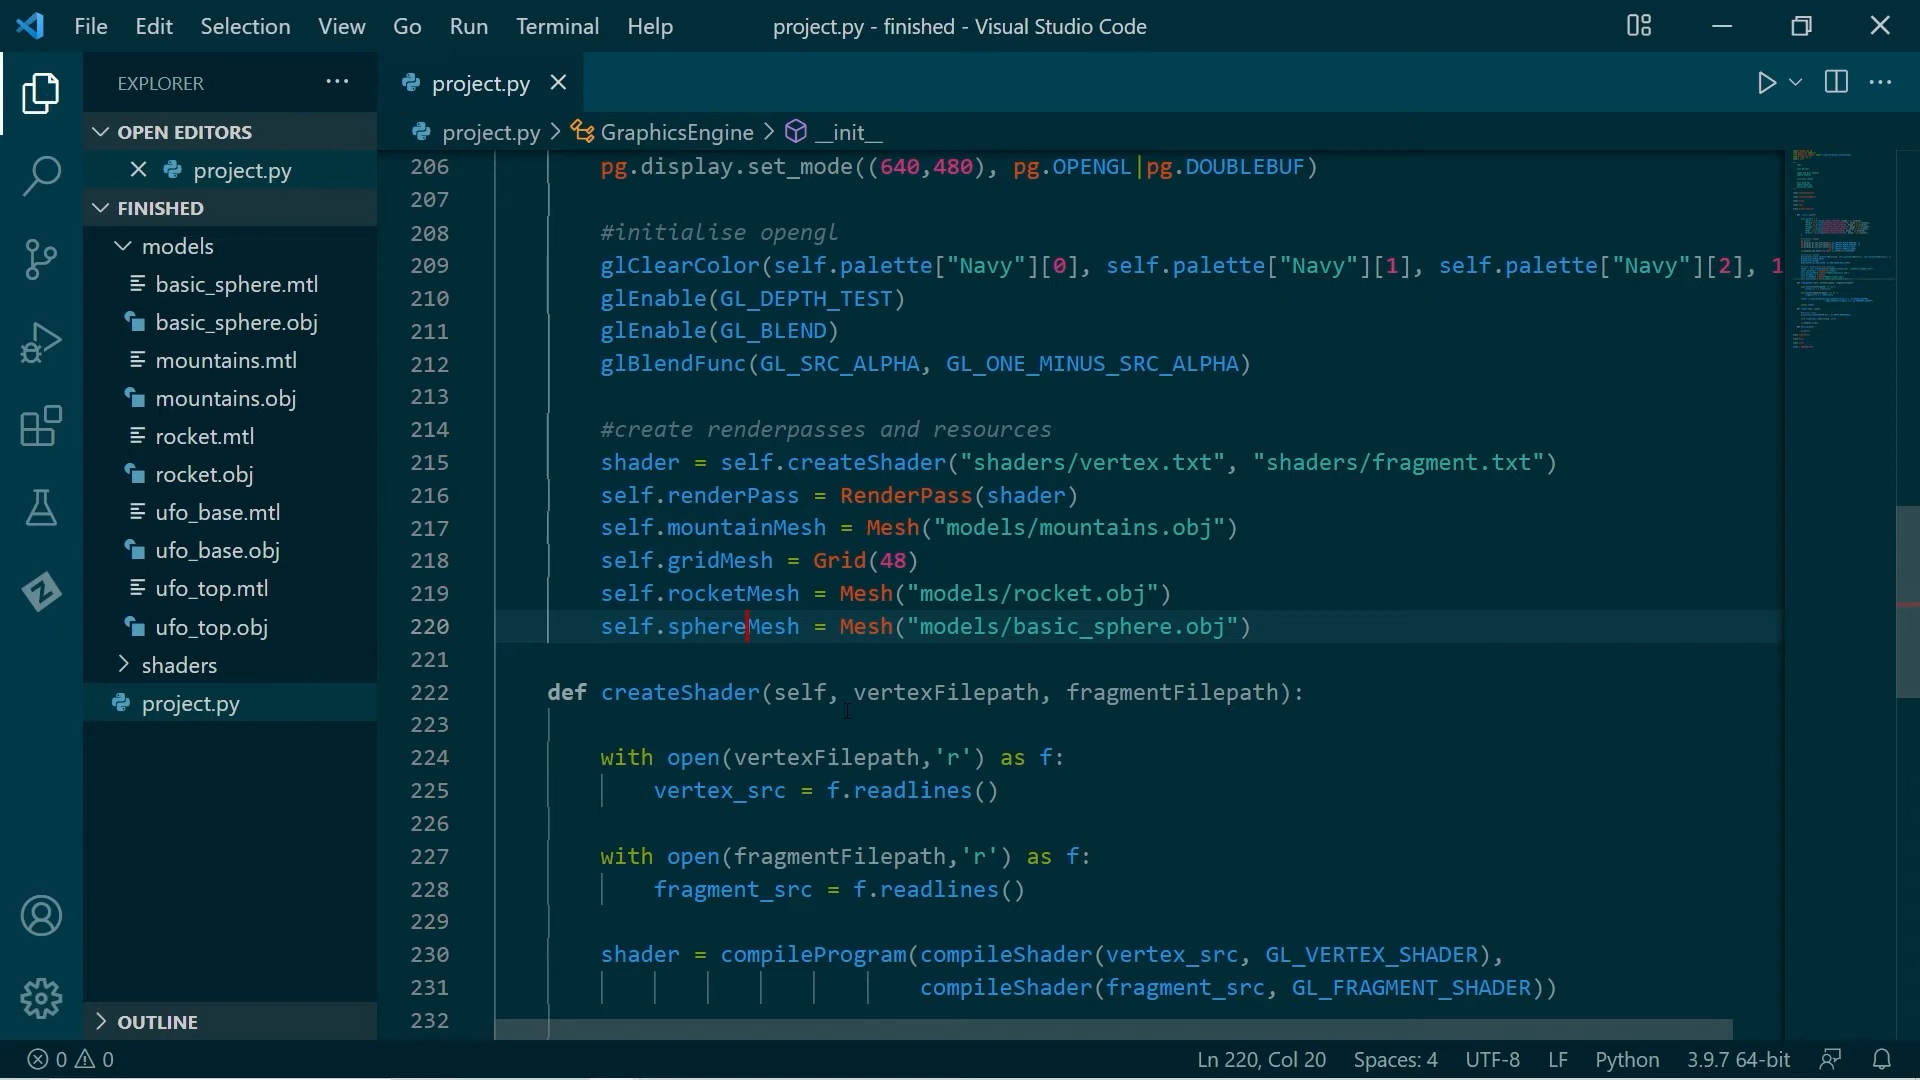 File Edit Selection View Go Run Terminal Help
project.py - finished - Visual Studio Code
EXPLORER
OPEN EDITORS
project.py
FINISHED
models
basic_sphere.mtl
basic_sphere.obj
mountains.mtl
mountains.obj
rocket.mtl
rocket.obj
ufo_base.mtl
ufo_base.obj
ufo_top.mtl
ufo_top.obj
shaders
project.py
OUTLINE
project.py
project.py > GraphicsEngine > __init__
206 pg.display.set_mode((640,480), pg.OPENGL|pg.DOUBLEBUF)
207
208 #initialise opengl
209 glClearColor(self.palette["Navy"][0], self.palette["Navy"][1], self.palette["Navy"][2], 1
210 glEnable(GL_DEPTH_TEST)
211 glEnable(GL_BLEND)
212 glBlendFunc(GL_SRC_ALPHA, GL_ONE_MINUS_SRC_ALPHA)
213
214 #create renderpasses and resources
215 shader = self.createShader("shaders/vertex.txt", "shaders/fragment.txt")
216 self.renderPass = RenderPass(shader)
217 self.mountainMesh = Mesh("models/mountains.obj")
218 self.gridMesh = Grid(48)
219 self.rocketMesh = Mesh("models/rocket.obj")
220 self.sphereMesh = Mesh("models/basic_sphere.obj")
221
222 def createShader(self, vertexFilepath, fragmentFilepath):
223
224 with open(vertexFilepath,'r') as f:
225 vertex_src = f.readlines()
226
227 with open(fragmentFilepath,'r') as f:
228 fragment_src = f.readlines()
229
230 shader = compileProgram(compileShader(vertex_src, GL_VERTEX_SHADER),
231 compileShader(fragment_src, GL_FRAGMENT_SHADER))
232
0 0
Ln 220, Col 20 Spaces: 4 UTF-8 LF Python 3.9.7 64-bit